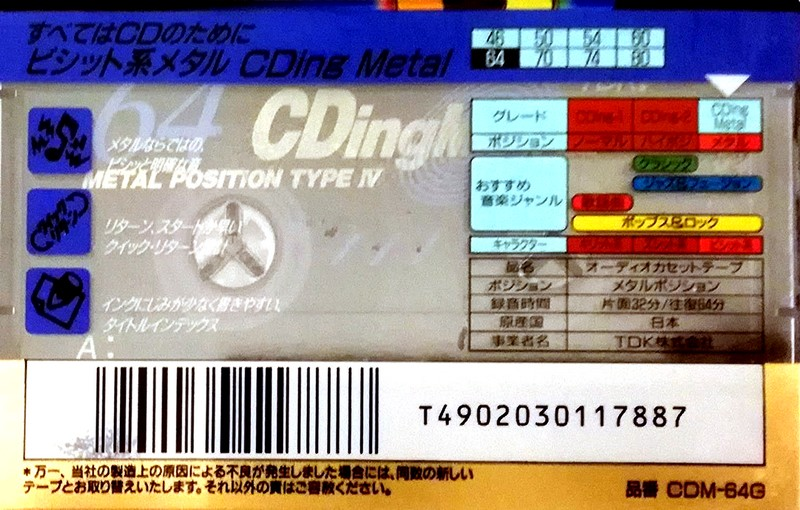 すべてはCDのために
ビシット系メタル CDing Metal
46 50 54 60
64 70 74 80
64
CDingM
メタルならではの、
METAL POSITION TYPE IV
リターン、スタートが早い
クイック・リターン
インクにじみが少なく書きやすい、
タイトルインデックス
A:
グレード CDing-1 CDing-2 CDing Metal
ポジション ノーマル ハイポジ メタル
おすすめ
音楽ジャンル
クラシック
ジャズ&フュージョン
歌謡曲
ポップス&ロック
キャラクター
品名 オーディオカセットテープ
ポジション メタルポジション
録音時間 片面32分/往復64分
原産国 日本
事業者名 TDK株式会社
T4902030117887
*万一、当社の製造上の原因による不良が発生しました場合には、同数の新しい
テープとお取り替えいたします。それ以外の責はご容赦ください。
品番 CDM-64G